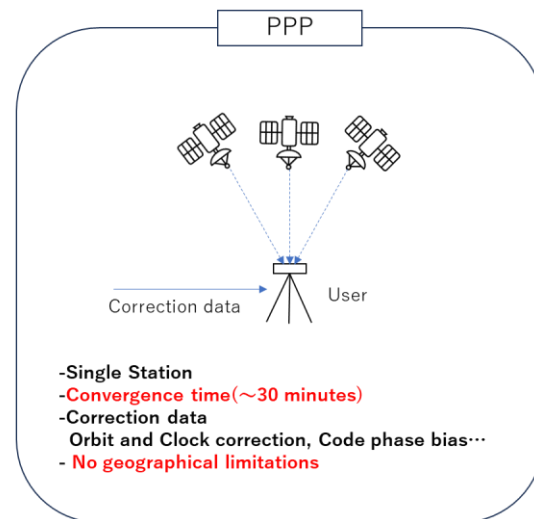 PPP
Correction data
User
-Single Station
-Convergence time(~30 minutes)
-Correction data
Orbit and Clock correction, Code phase bias…
- No geographical limitations